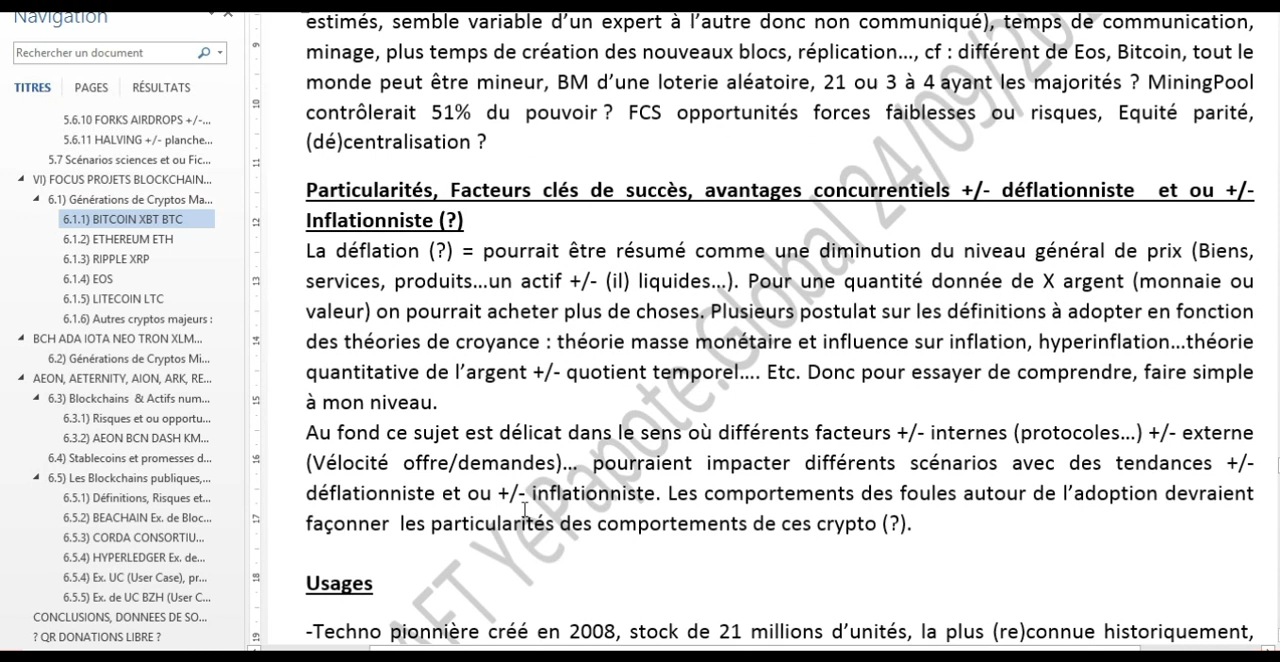 Navigation
Rechercher un document
TITRES PAGES RÉSULTATS
5.6.10 FORKS AIRDROPS +/-...
5.6.11 HALVING +/- planche...
5.7 Scénarios sciences et ou Fic...
VI) FOCUS PROJETS BLOCKCHAIN...
6.1) Générations de Cryptos Ma...
6.1.1) BITCOIN XBT BTC
6.1.2) ETHEREUM ETH
6.1.3) RIPPLE XRP
6.1.4) EOS
6.1.5) LITECOIN LTC
6.1.6) Autres cryptos majeurs :
BCH ADA IOTA NEO TRON XLM...
6.2) Générations de Cryptos Mi...
AEON, AETERNITY, AION, ARK, RE...
6.3) Blockchains & Actifs num...
6.3.1) Risques et ou opportu...
6.3.2) AEON BCN DASH KM...
6.4) Stablecoins et promesses d...
6.5) Les Blockchains publiques,...
6.5.1) Définitions, Risques et...
6.5.2) BEACHAIN Ex. de Bloc...
6.5.3) CORDA CONSORTIU...
6.5.4) HYPERLEDGER Ex. de...
6.5.4) Ex. UC (User Case), pr...
6.5.5) Ex. de UC BZH (User C...
CONCLUSIONS, DONNEES DE SO...
? QR DONATIONS LIBRE ?
9
10
11
12
13
14
15
16
17
18
19
estimés, semble variable d’un expert à l’autre donc non communiqué), temps de communication,
minage, plus temps de création des nouveaux blocs, réplication..., cf : différent de Eos, Bitcoin, tout le
monde peut être mineur, BM d’une loterie aléatoire, 21 ou 3 à 4 ayant les majorités ? MiningPool
contrôlerait 51% du pouvoir ? FCS opportunités forces faiblesses ou risques, Equité parité,
(dé)centralisation ?
Particularités, Facteurs clés de succès, avantages concurrentiels +/- déflationniste et ou +/-
Inflationniste (?)
La déflation (?) = pourrait être résumé comme une diminution du niveau général de prix (Biens,
services, produits...un actif +/- (il) liquides...). Pour une quantité donnée de X argent (monnaie ou
valeur) on pourrait acheter plus de choses. Plusieurs postulat sur les définitions à adopter en fonction
des théories de croyance : théorie masse monétaire et influence sur inflation, hyperinflation...théorie
quantitative de l’argent +/- quotient temporel.... Etc. Donc pour essayer de comprendre, faire simple
à mon niveau.
Au fond ce sujet est délicat dans le sens où différents facteurs +/- internes (protocoles...) +/- externe
(Vélocité offre/demandes)... pourraient impacter différents scénarios avec des tendances +/-
déflationniste et ou +/- inflationniste. Les comportements des foules autour de l’adoption devraient
façonner les particularités des comportements de ces crypto (?).
Usages
-Techno pionnière créé en 2008, stock de 21 millions d’unités, la plus (re)connue historiquement,
AFT YePapote.Global 24/09/20